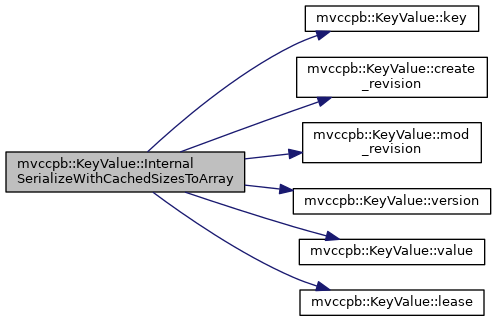 mvccpb::KeyValue::key
mvccpb::KeyValue::create
_revision
mvccpb::KeyValue::mod
_revision
mvccpb::KeyValue::Internal
SerializeWithCachedSizesToArray
mvccpb::KeyValue::version
mvccpb::KeyValue::value
mvccpb::KeyValue::lease